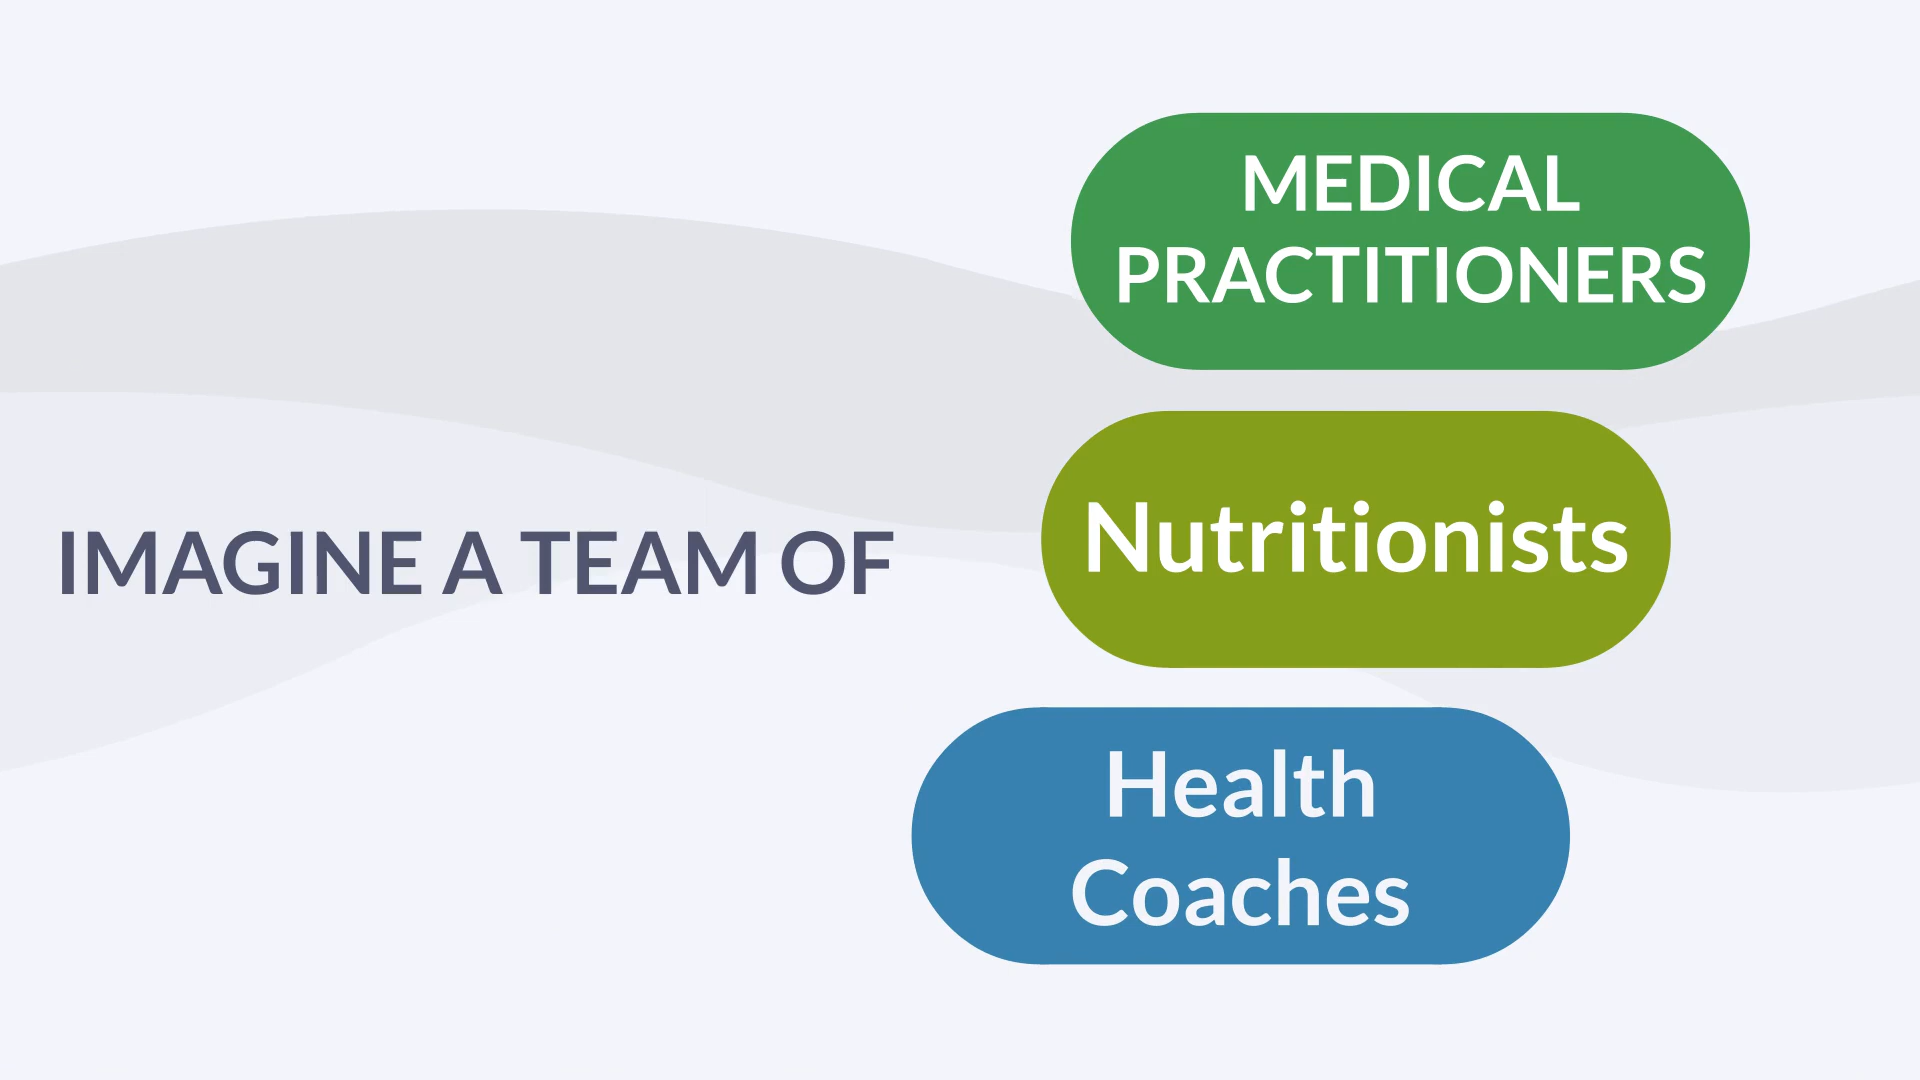 IMAGINE A TEAM OF
MEDICAL
PRACTITIONERS
Nutritionists
Health
Coaches